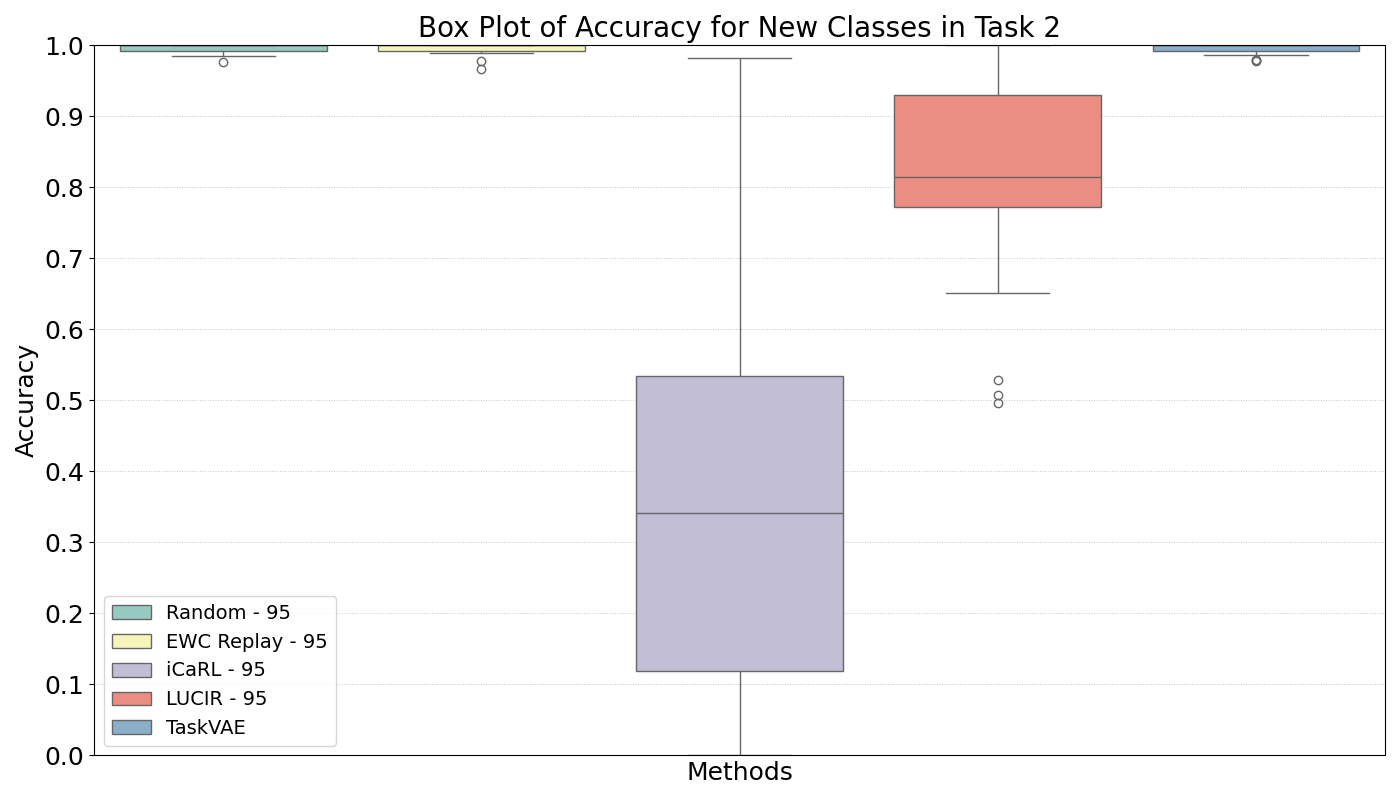 Box Plot of Accuracy for New Classes in Task 2
1.0
0.9
0.8
0.7
0.6
0.5
0.4
0.3
0.2
0.1
0.0
Accuracy
Random - 95
EWC Replay - 95
iCaRL - 95
LUCIR - 95
TaskVAE
Methods